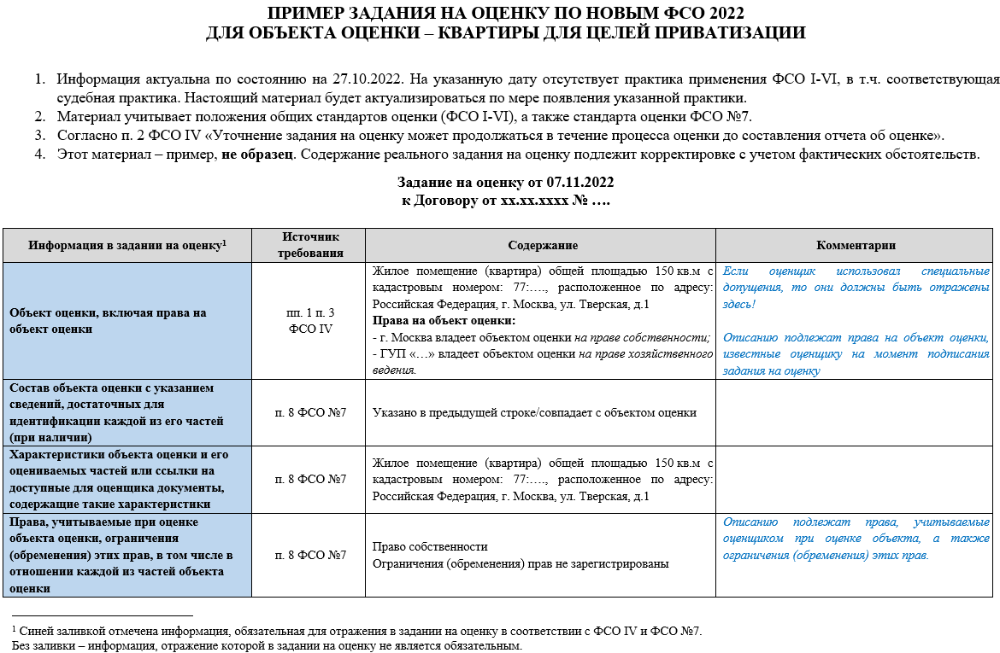 ПРИМЕР ЗАДАНИЯ НА ОЦЕНКУ ПО НОВЫМ ФСО 2022
ДЛЯ ОБЪЕКТА ОЦЕНКИ – КВАРТИРЫ ДЛЯ ЦЕЛЕЙ ПРИВАТИЗАЦИИ
1. Информация актуальна по состоянию на 27.10.2022. На указанную дату отсутствует практика применения ФСО I-VI, в т.ч. соответствующая
судебная практика. Настоящий материал будет актуализироваться по мере появления указанной практики.
2. Материал учитывает положения общих стандартов оценки (ФСО I-VI), а также стандарта оценки ФСО №7.
3. Согласно п. 2 ФСО IV «Уточнение задания на оценку может продолжаться в течение процесса оценки до составления отчета об оценке».
4. Этот материал – пример, не образец. Содержание реального задания на оценку подлежит корректировке с учетом фактических обстоятельств.
Задание на оценку от 07.11.2022
к Договору от хх.хх.хххх № ….
Информация в задании на оценку1
Источник
требования
Содержание
Комментарии
Объект оценки, включая права на
объект оценки
пп. 1 п. 3
ФСО IV
Жилое помещение (квартира) общей площадью 150 кв.м с
кадастровым номером: 77:…., расположенное по адресу:
Российская Федерация, г. Москва, ул. Тверская, д.1
Права на объект оценки:
- г. Москва владеет объектом оценки на праве собственности;
- ГУП «…» владеет объектом оценки на праве хозяйственного
ведения.
Если оценщик использовал специальные
допущения, то они должны быть отражены
здесь!
Описанию подлежат права на объект оценки,
известные оценщику на момент подписания
задания на оценку
Состав объекта оценки с указанием
сведений, достаточных для
идентификации каждой из его частей
(при наличии)
п. 8 ФСО №7
Указано в предыдущей строке/совпадает с объектом оценки
Характеристики объекта оценки и его
оцениваемых частей или ссылки на
доступные для оценщика документы,
содержащие такие характеристики
п. 8 ФСО №7
Жилое помещение (квартира) общей площадью 150 кв.м с
кадастровым номером: 77:…., расположенное по адресу:
Российская Федерация, г. Москва, ул. Тверская, д.1
Права, учитываемые при оценке
объекта оценки, ограничения
(обременения) этих прав, в том числе в
отношении каждой из частей объекта
оценки
п. 8 ФСО №7
Право собственности
Ограничения (обременения) прав не зарегистрированы
Описанию подлежат права, учитываемые
оценщиком при оценке объекта, а также
ограничения (обременения) этих прав.
1 Синей заливкой отмечена информация, обязательная для отражения в задании на оценку в соответствии с ФСО IV и ФСО №7.
Без заливки – информация, отражение которой в задании на оценку не является обязательным.